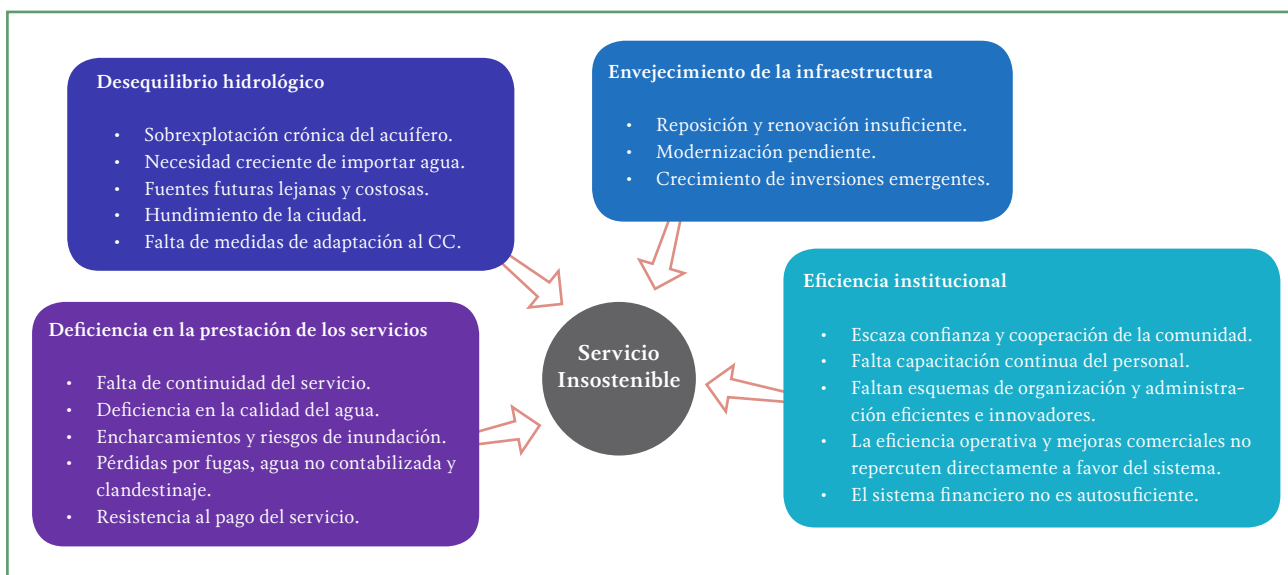 Desequilibrio hidrológico
• Sobrexplotación crónica del acuífero.
• Necesidad creciente de importar agua.
• Fuentes futuras lejanas y costosas.
• Hundimiento de la ciudad.
• Falta de medidas de adaptación al CC.
Envejecimiento de la infraestructura
• Reposición y renovación insuficiente.
• Modernización pendiente.
• Crecimiento de inversiones emergentes.
Deficiencia en la prestación de los servicios
• Falta de continuidad del servicio.
• Deficiencia en la calidad del agua.
• Encharcamientos y riesgos de inundación.
• Pérdidas por fugas, agua no contabilizada y
clandestinaje.
• Resistencia al pago del servicio.
Servicio
Insostenible
Eficiencia institucional
• Escaza confianza y cooperación de la comunidad.
• Falta capacitación continua del personal.
• Faltan esquemas de organización y administra-
ción eficientes e innovadores.
• La eficiencia operativa y mejoras comerciales no
repercuten directamente a favor del sistema.
• El sistema financiero no es autosuficiente.